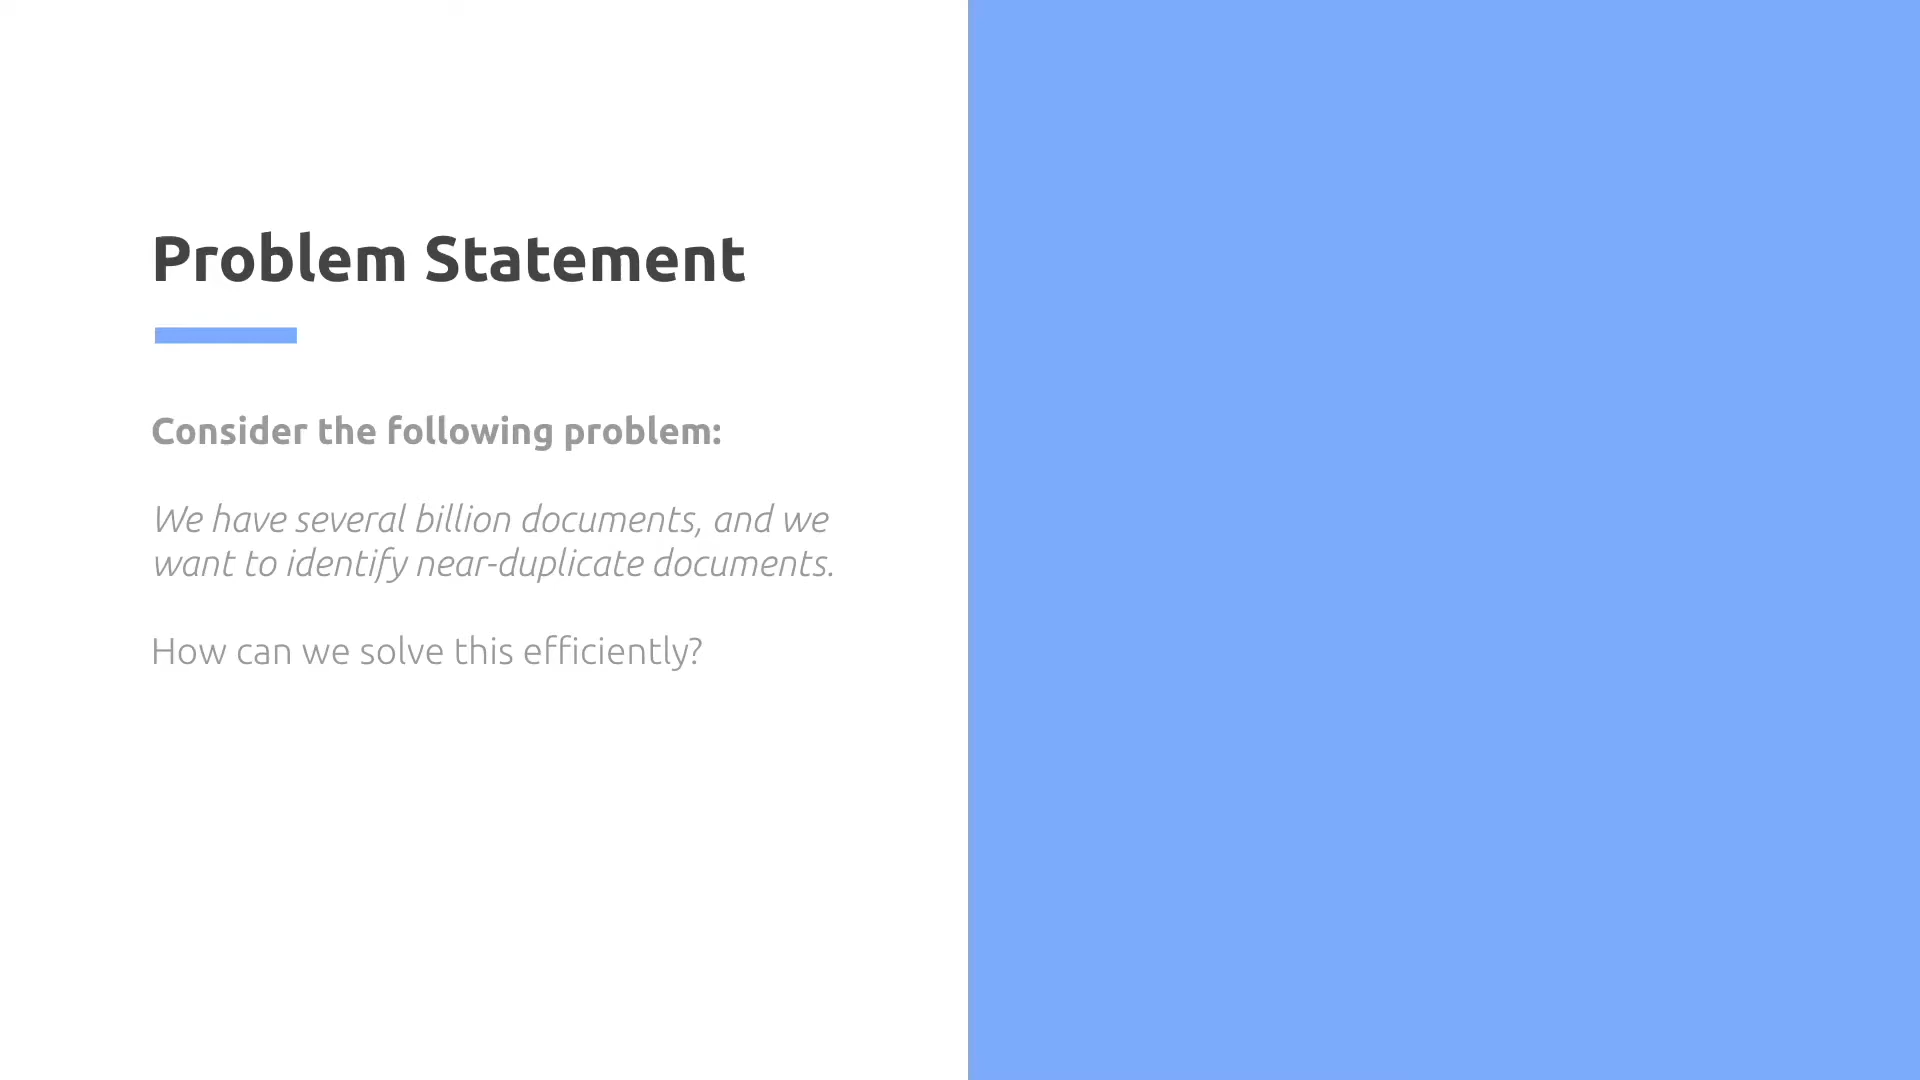 Problem Statement
Consider the following problem:
We have several billion documents, and we
want to identify near-duplicate documents.
How can we solve this efficiently?